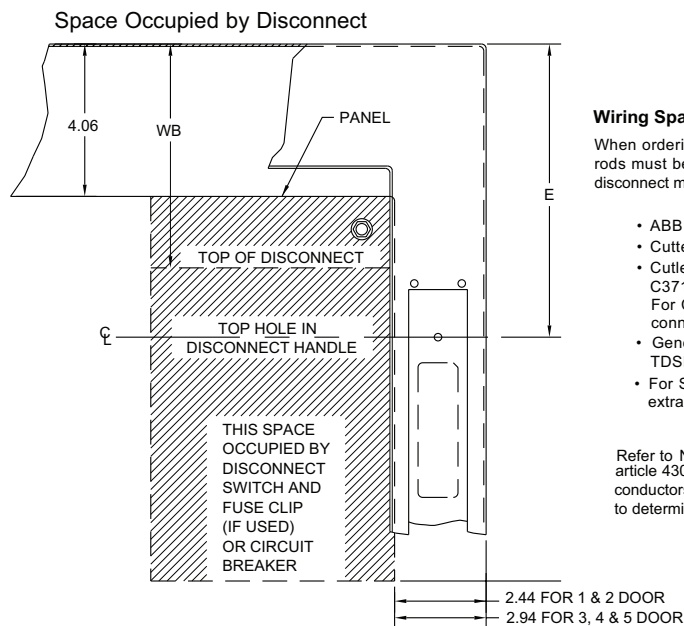 Space Occupied by Disconnect
4.06
WB
PANEL
E
TOP OF DISCONNECT
℄
TOP HOLE IN
DISCONNECT HANDLE
THIS SPACE
OCCUPIED BY
DISCONNECT
SWITCH AND
FUSE CLIP
(IF USED)
OR CIRCUIT
BREAKER
2.44 FOR 1 & 2 DOOR
2.94 FOR 3, 4 & 5 DOOR
Wiring Spa
When orderi
rods must be
disconnect m
• ABB
• Cutte
• Cutle
C371
For C
conn
• Gene
TDS
• For S
extra
Refer to N
article 430
conductors
to determi